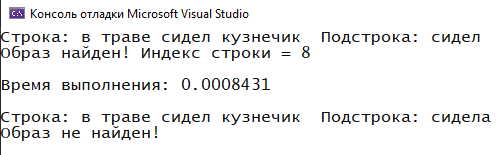 Консоль отладки Microsoft Visual Studio
Строка: в траве сидел кузнечик  Подстрока: сидел
Образ найден! Индекс строки = 8
Время выполнения: 0.0008431
Строка: в траве сидел кузнечик  Подстрока: сидела
Образ не найден!